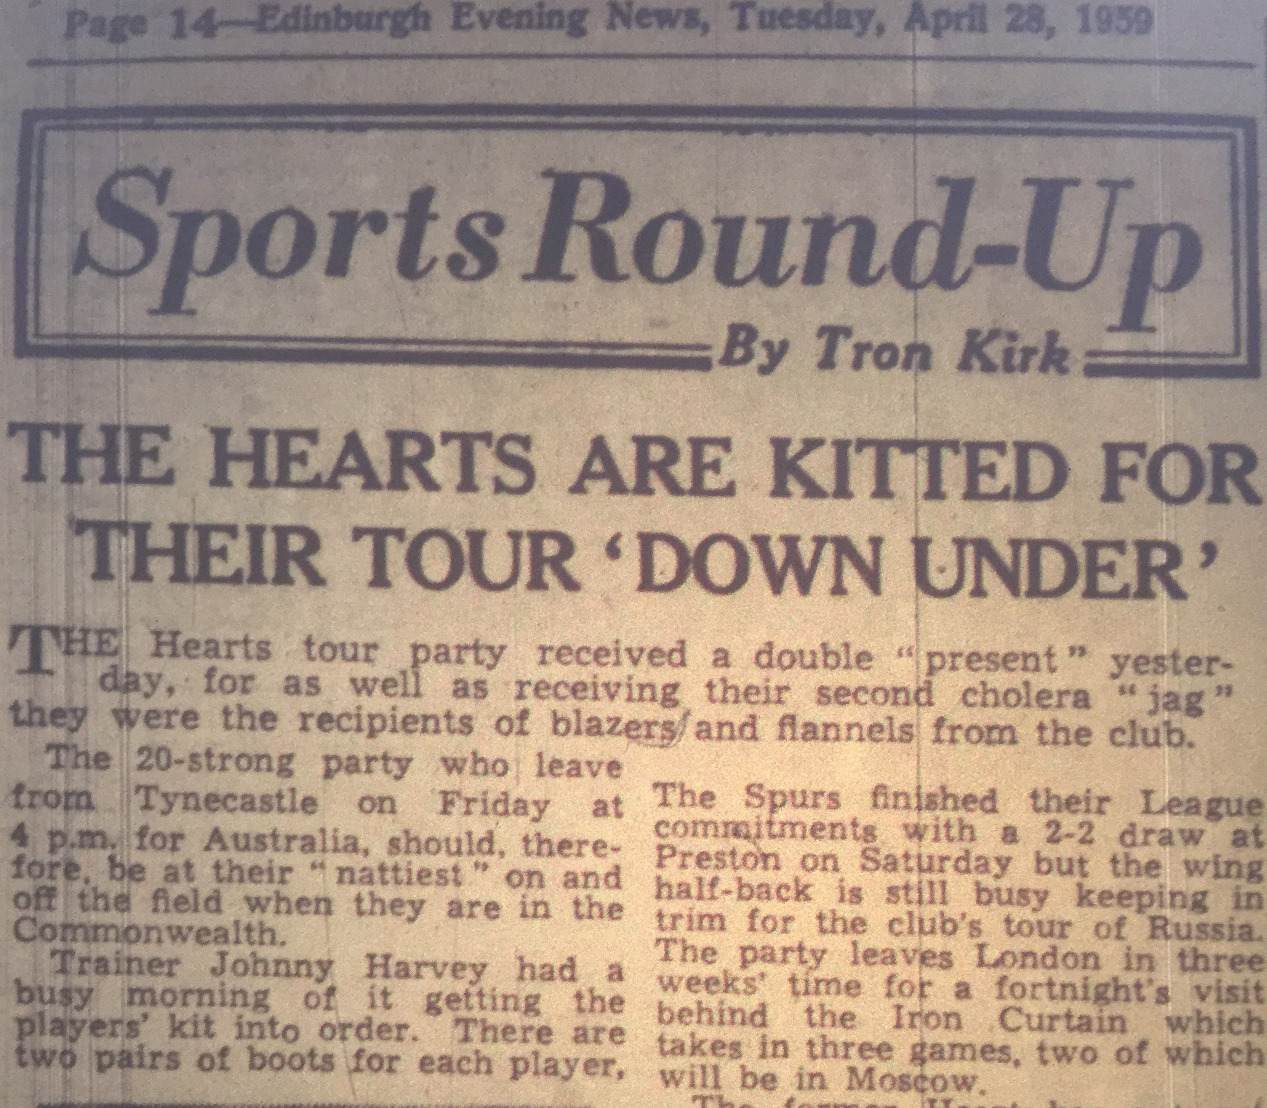 Page 14—Edinburgh Evening News, Tuesday, April 28, 1959
Sports Round-Up
By Tron Kirk
THE HEARTS ARE KITTED FOR
THEIR TOUR ‘DOWN UNDER’
THE Hearts tour party received a double “present” yester-
day, for as well as receiving their second cholera “jag”
they were the recipients of blazers and flannels from the club.
The 20-strong party who leave
from Tynecastle on Friday at
4 p.m. for Australia, should, there-
fore, be at their “nattiest” on and
off the field when they are in the
Commonwealth.
Trainer Johnny Harvey had a
busy morning of it getting the
players’ kit into order. There are
two pairs of boots for each player,
The Spurs finished their League
commitments with a 2-2 draw at
Preston on Saturday but the wing
half-back is still busy keeping in
trim for the club’s tour of Russia.
The party leaves London in three
weeks’ time for a fortnight’s visit
behind the Iron Curtain which
takes in three games, two of which
will be in Moscow.
The former